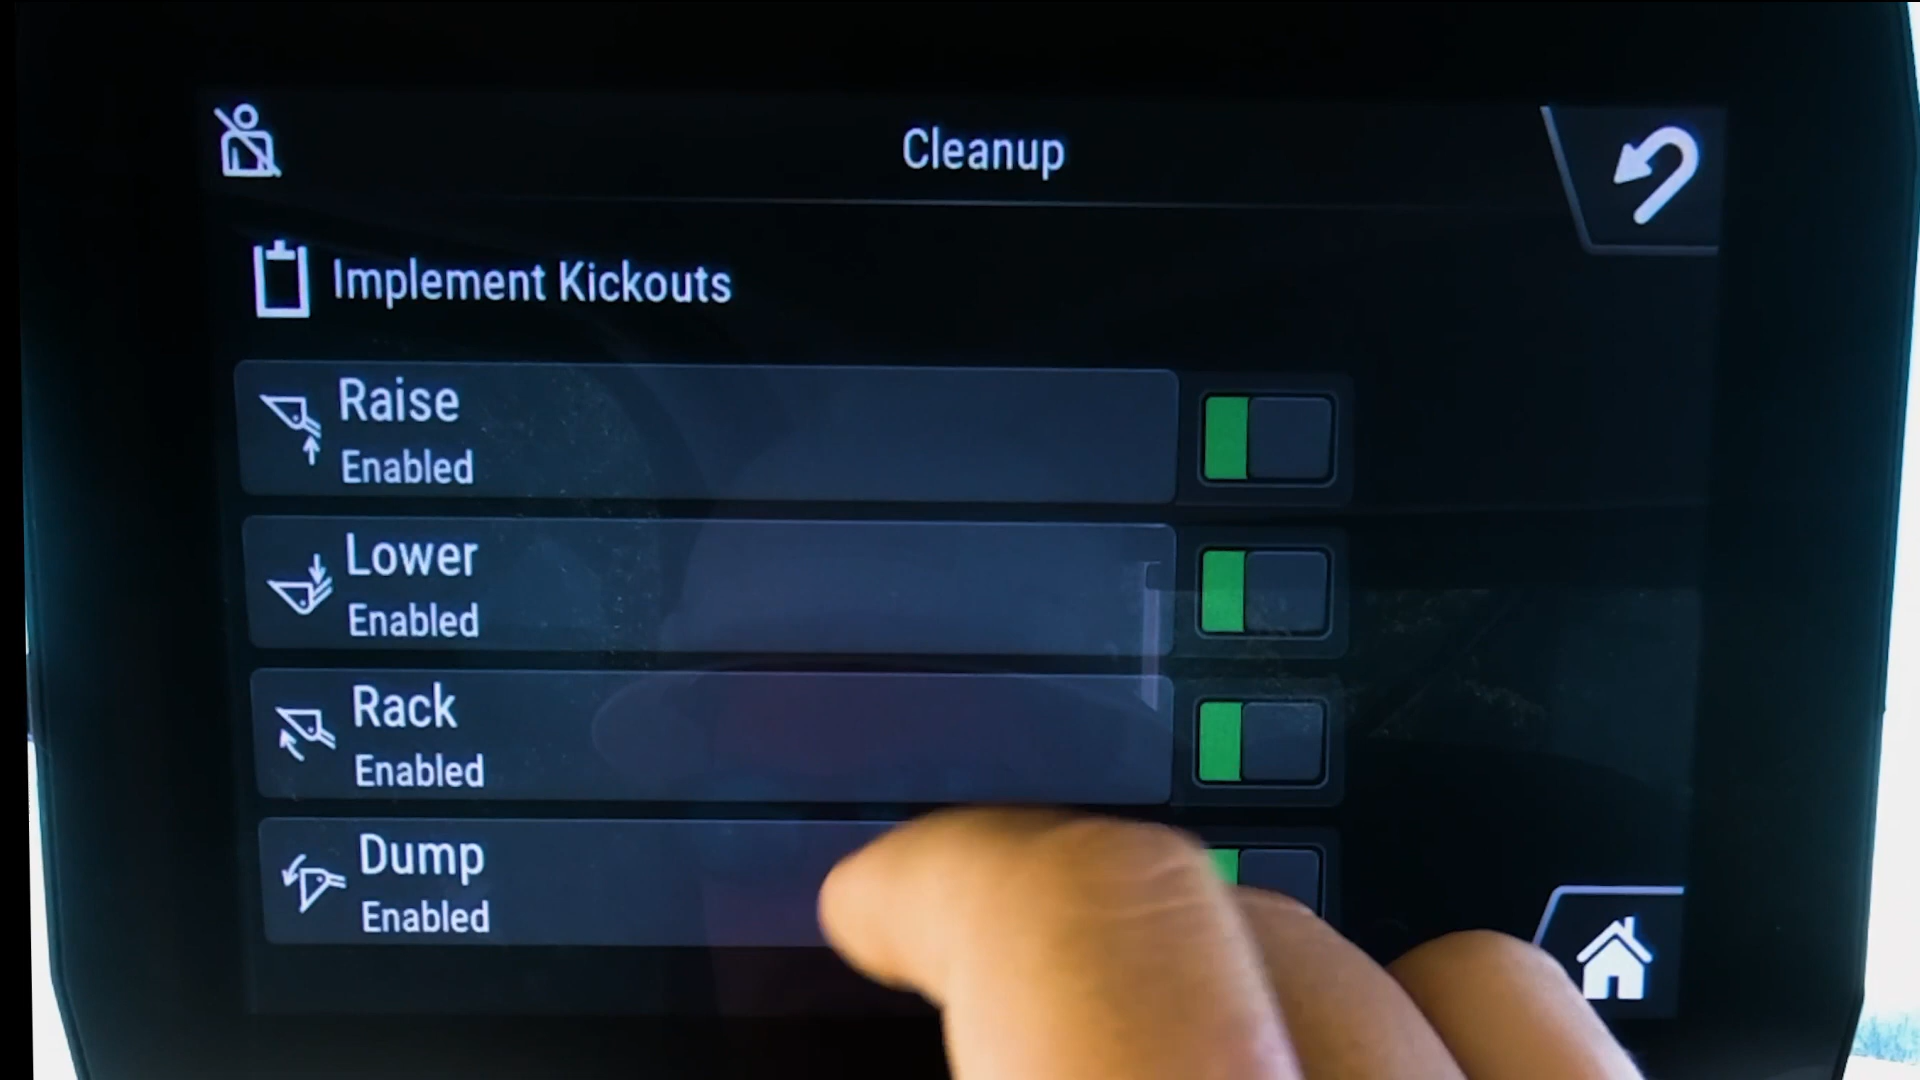 Cleanup
Implement Kickouts
Raise
Enabled
Lower
Enabled
Rack
Enabled
Dump
Enabled